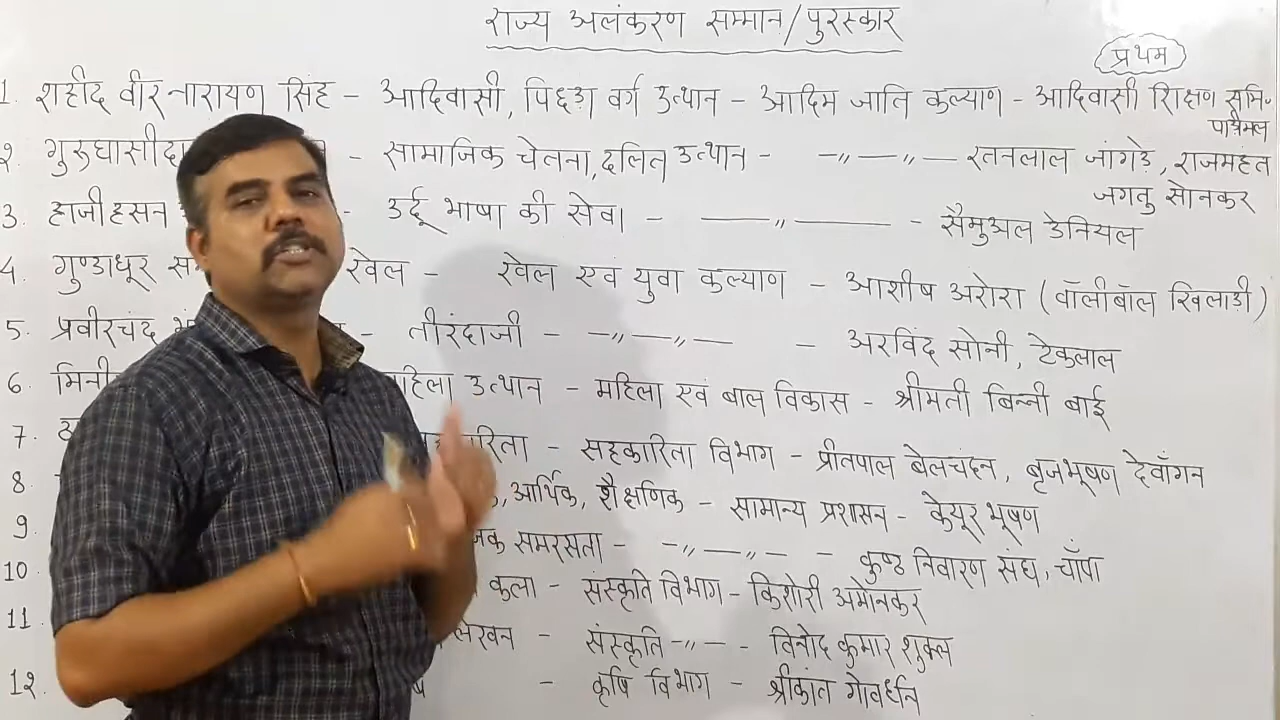 राज्य अलंकरण सम्मान/पुरस्कार
प्रथम
1. शहीद वीरनारायण सिंह - आदिवासी, पिछड़ा वर्ग उत्थान - आदिम जाति कल्याण - आदिवासी शिक्षण समि.
2 गुरुघासीदा - सामाजिक चेतना, दलित उत्थान - -〃-〃- रतनलाल जांगड़े, राजमहंत
जगतु सोनकर
3. हाजी हसन - उर्दू भाषा की सेवा - -〃- - सैमुअल डेनियल
4 गुण्डाधूर खेल - खेल एवं युवा कल्याण - आशीष अरोरा (वॉलीबॉल खिलाड़ी)
5. प्रवीरचंद - तीरंदाजी - -〃-〃- - अरविंद सोनी, टेकलाल
6. मिनी महिला उत्थान - महिला एवं बाल विकास - श्रीमती बिन्नी बाई
7. - सहकारिता विभाग - प्रीतपाल बेलचंदन, बृजभूषण देवाँगन
8 , आर्थिक, शैक्षणिक - सामान्य प्रशासन - केयूर भूषण
9. समरसता - -〃-〃- - कुष्ठ निवारण संघ, चाँपा
10 कला - संस्कृति विभाग - किशोरी अमोनकर
11. लेखन - संस्कृति -〃- - विनोद कुमार शुक्ल
12. - कृषि विभाग - श्रीकांत गोवर्धन